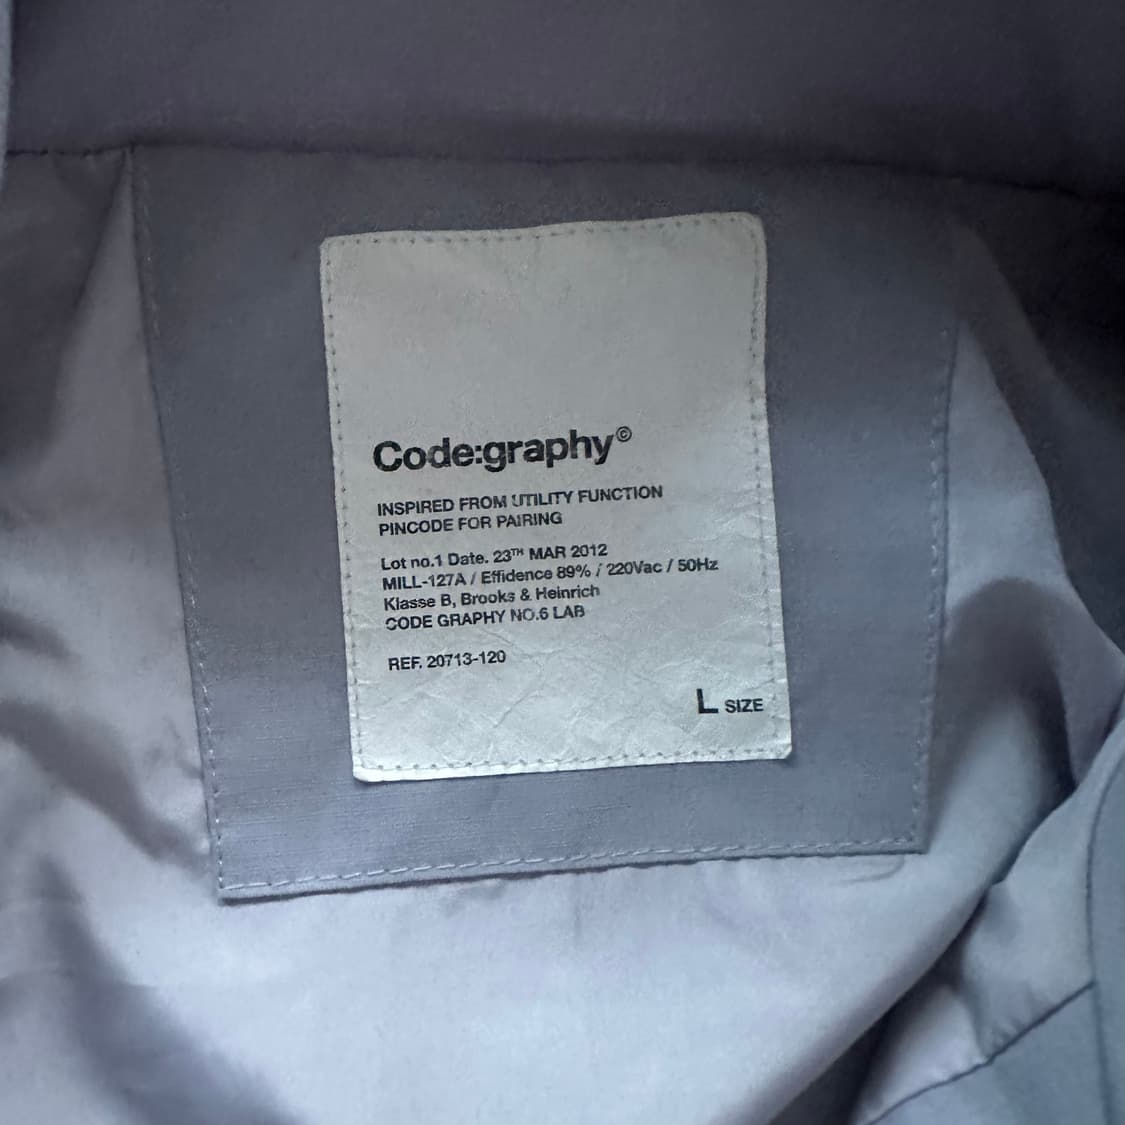 Code:graphy©
INSPIRED FROM UTILITY FUNCTION
PINCODE FOR PAIRING
Lot no.1 Date. 23TH MAR 2012
MILL-127A / Effidence 89% / 220Vac / 50Hz
Klasse B, Brooks & Heinrich
CODE GRAPHY NO.6 LAB
REF. 20713-120
L SIZE